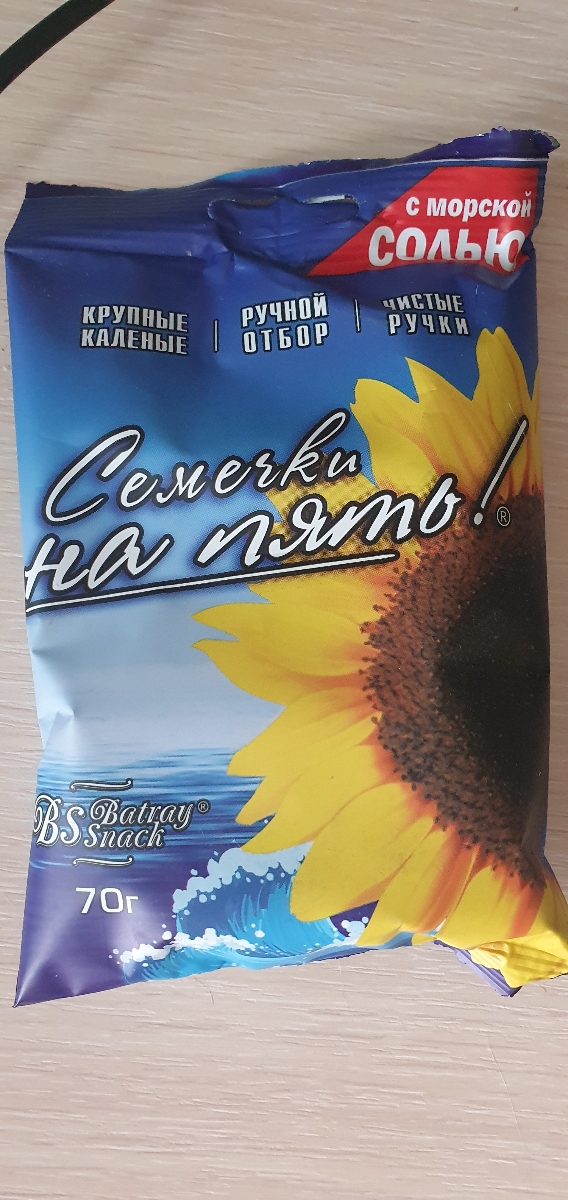 с морской
солью
КРУПНЫЕ
КАЛЕНЫЕ
РУЧНОЙ
ОТБОР
ЧИСТЫЕ
РУЧКИ
Семечки
на пять!®
BS Batray®
Snack
70г